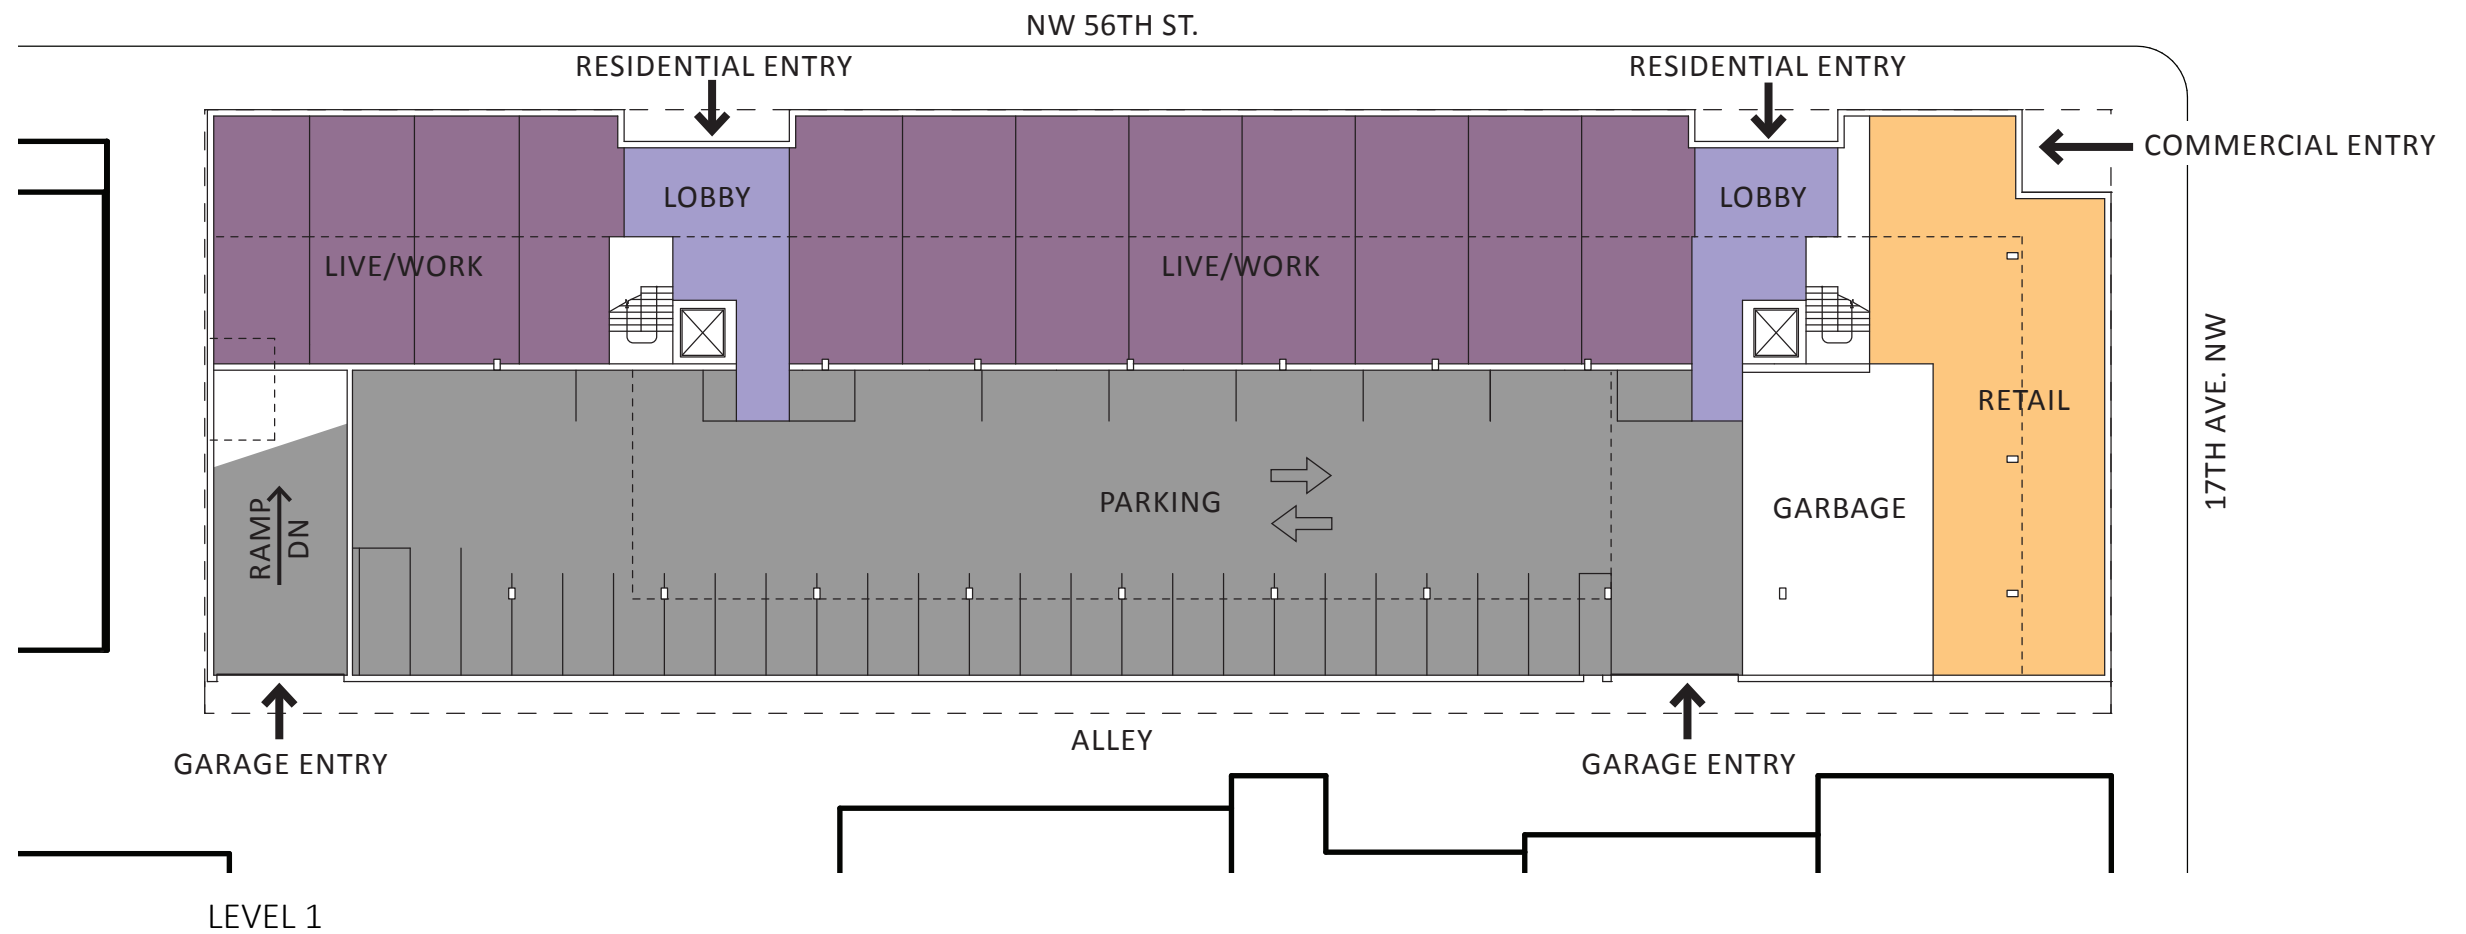 NW 56TH ST.
RESIDENTIAL ENTRY
RESIDENTIAL ENTRY
COMMERCIAL ENTRY
LOBBY
LOBBY
LIVE/WORK
LIVE/WORK
RETAIL
17TH AVE. NW
PARKING
GARBAGE
RAMP
DN
ALLEY
GARAGE ENTRY
GARAGE ENTRY
LEVEL 1